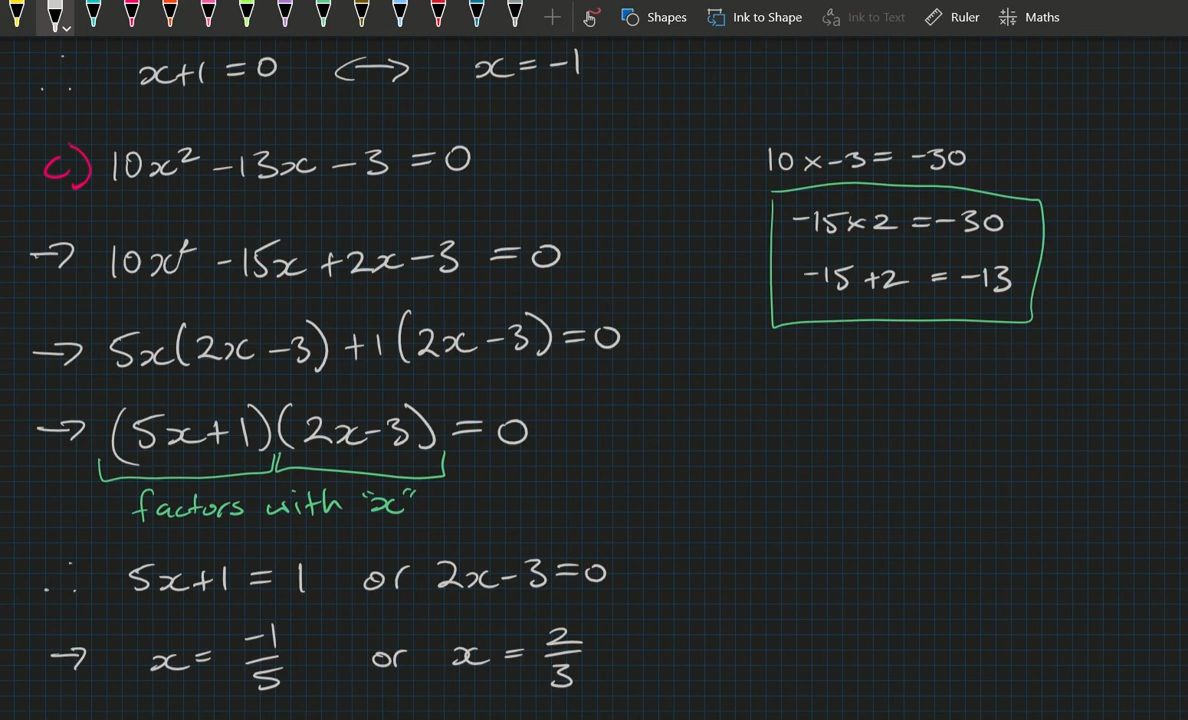 Shapes Ink to Shape Ink to Text Ruler Maths
∴ x+1 = 0 ⟷ x = -1
c) 10x² - 13x - 3 = 0
10 x -3 = -30
-15 x 2 = -30
→ 10x² - 15x + 2x - 3 = 0
-15 + 2 = -13
→ 5x(2x - 3) + 1(2x - 3) = 0
→ (5x + 1)(2x - 3) = 0
factors with "x"
∴ 5x + 1 = 1 or 2x - 3 = 0
→ x = -1/5 or x = 2/3